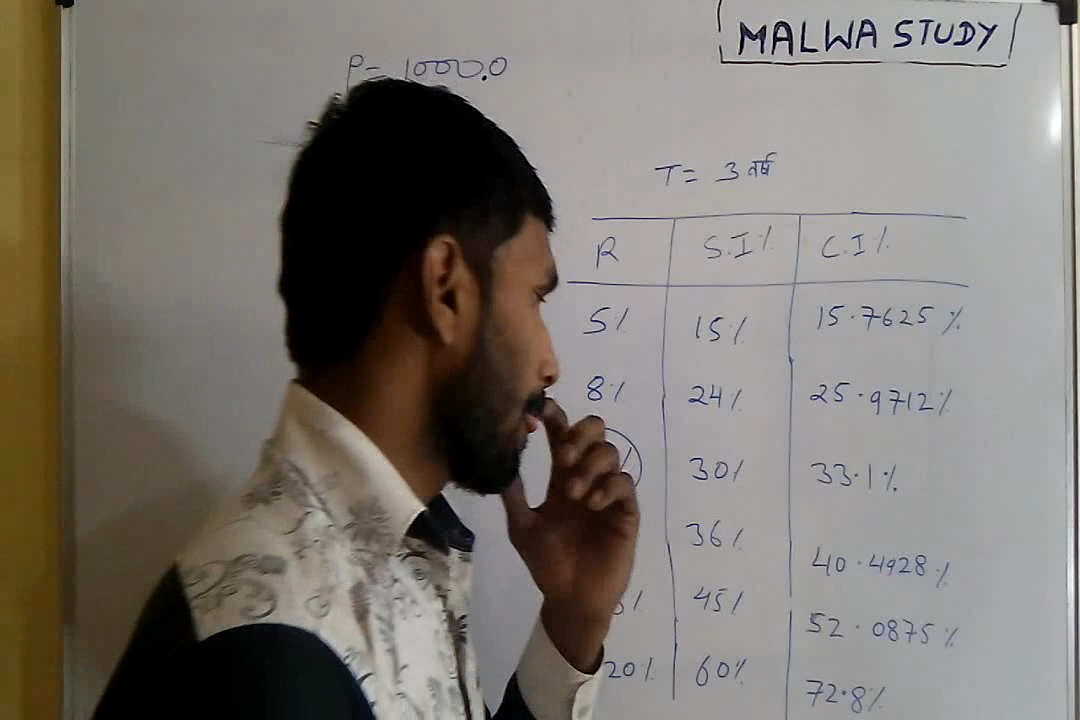 MALWA STUDY
P= 1000.0
T= 3 वर्ष
R S.I% C.I%
5% 15% 15.7625%
8% 24% 25.9712%
30% 33.1%
36% 40.4928%
45% 52.0875%
20% 60% 72.8%